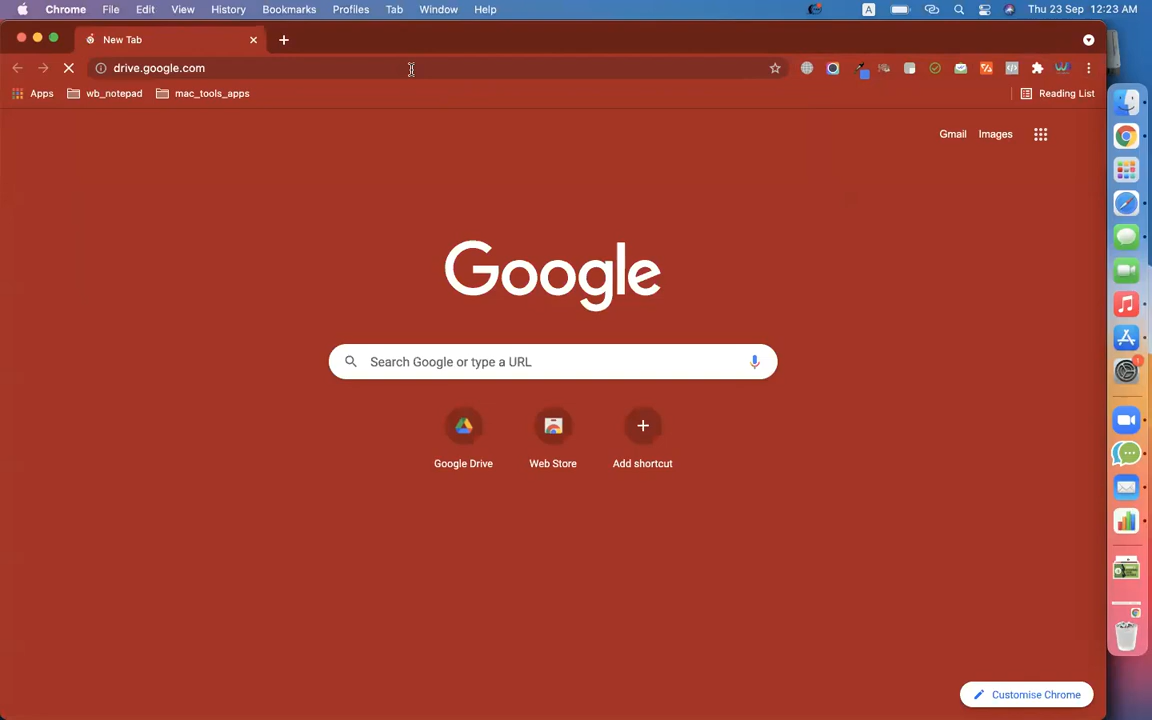 Chrome File Edit View History Bookmarks Profiles Tab Window Help A Thu 23 Sep 12:23 AM
New Tab
drive.google.com
Apps wb_notepad mac_tools_apps Reading List
Gmail Images
Google
Search Google or type a URL
Google Drive Web Store Add shortcut
Customise Chrome
1